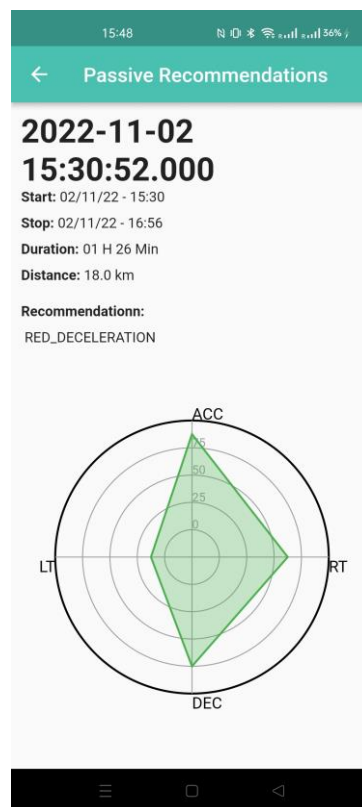 15:48
36%
Passive Recommendations
2022-11-02
15:30:52.000
Start: 02/11/22 - 15:30
Stop: 02/11/22 - 16:56
Duration: 01 H 26 Min
Distance: 18.0 km
Recommendationn:
RED_DECELERATION
ACC
75
50
25
0
LT
RT
DEC